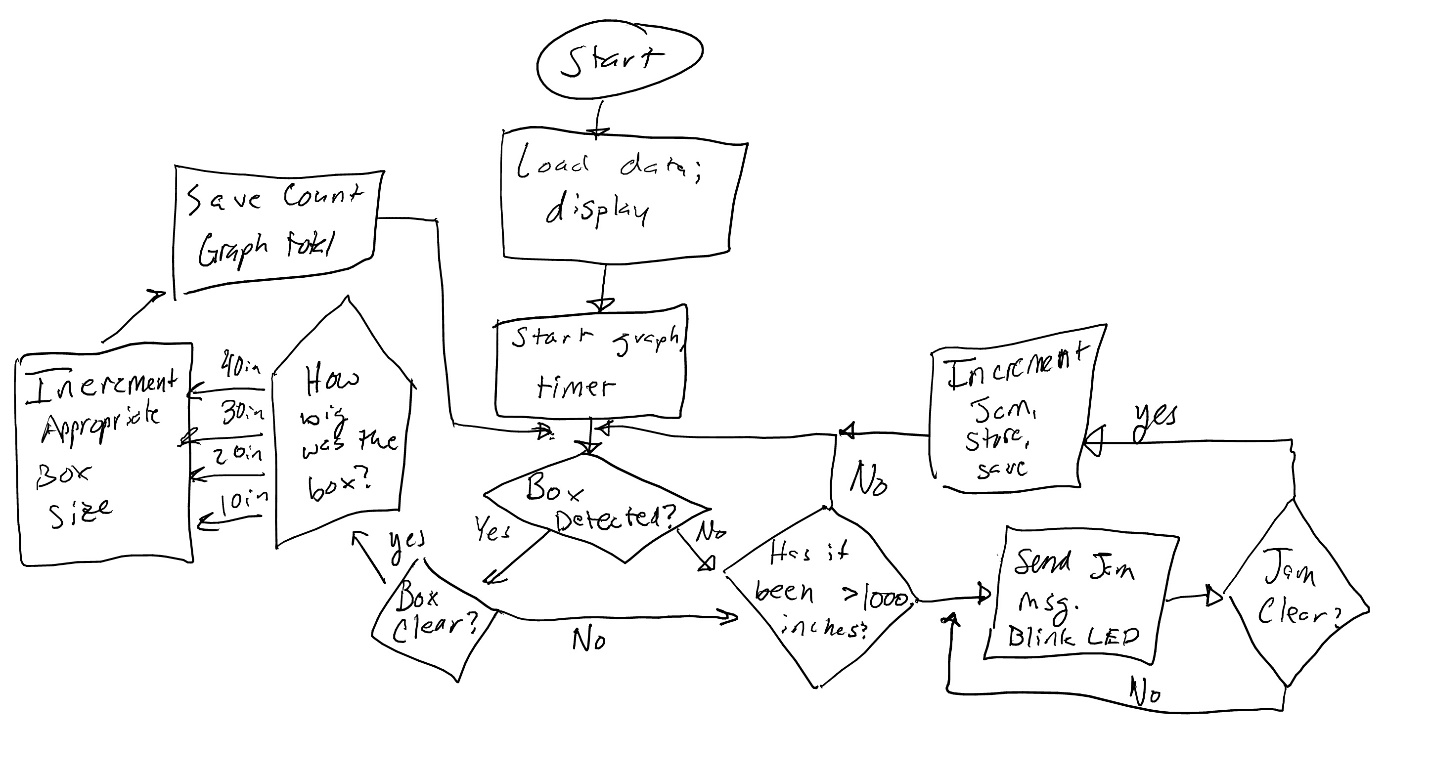 Start
Load data;
display
Save Count
Graph total
Start graph,
timer
Increment
Appropriate
Box
Size
40in
30in
20in
10in
How
big
was the
box?
Increment
Jam,
Store,
save
yes
Box
Detected?
Yes
No
No
yes
Box
Clear?
No
Has it
been >1000
inches?
Send Jam
msg.
Blink LED
Jam
Clear?
No